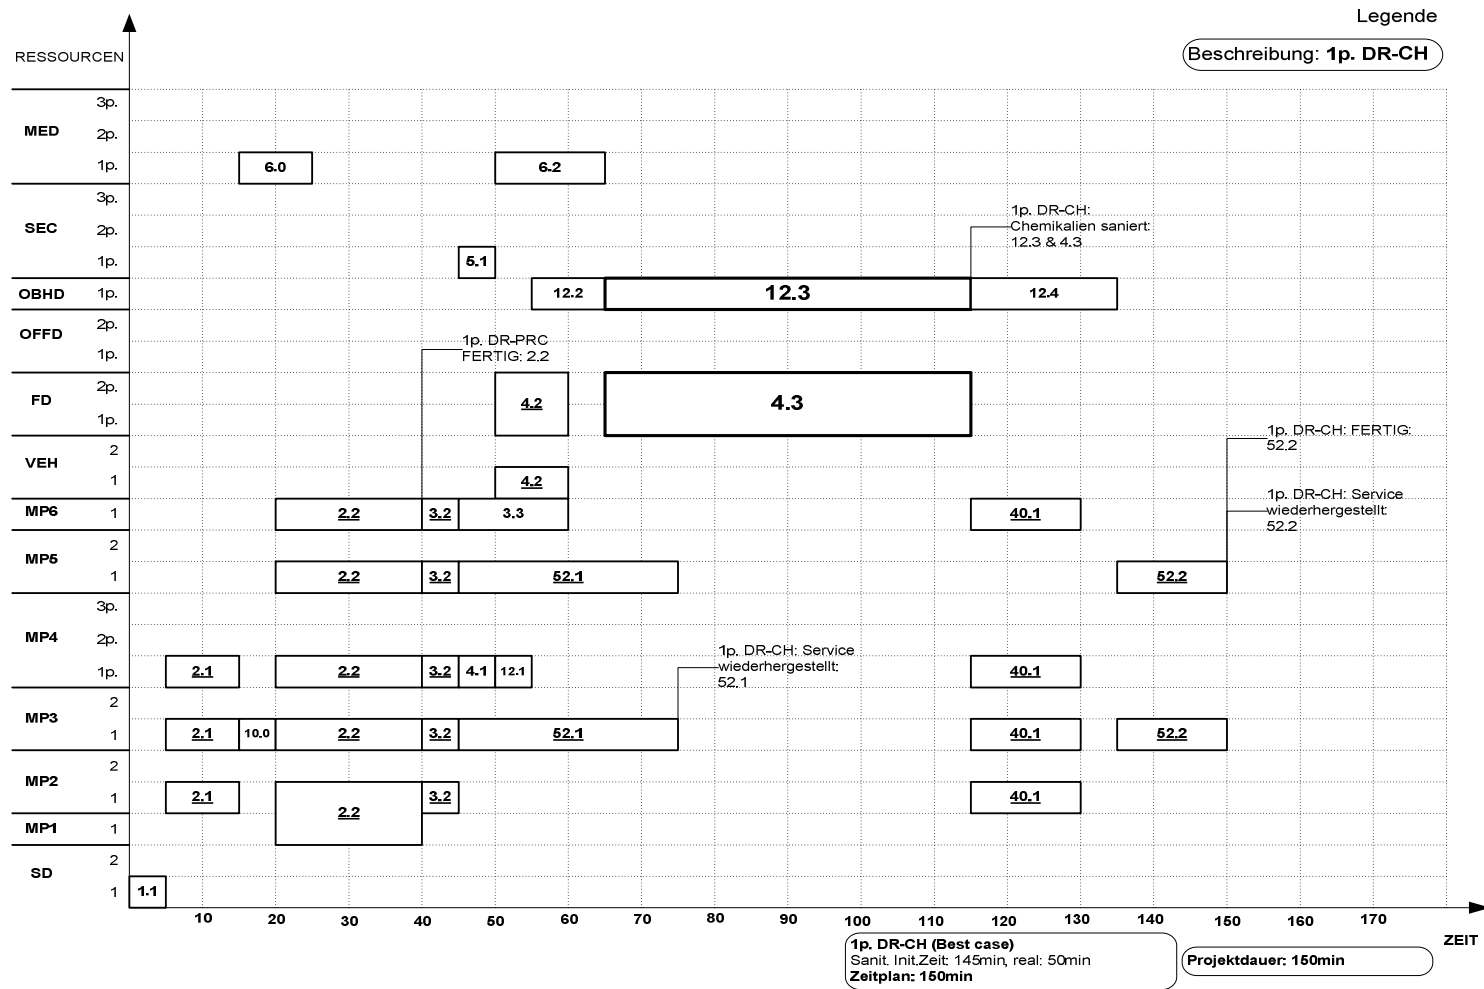 Legende
Beschreibung: 1p. DR-CH
RESSOURCEN
MED
3p.
2p.
1p.
6.0
6.2
SEC
3p.
2p.
1p.
5.1
1p. DR-CH:
Chemikalien saniert:
12.3 & 4.3
OBHD
1p.
12.2
12.3
12.4
OFFD
2p.
1p.
1p. DR-PRC
FERTIG: 2.2
FD
2p.
1p.
4.2
4.3
VEH
2
1
4.2
1p. DR-CH: FERTIG:
52.2
MP6
1
2.2
3.2
3.3
40.1
1p. DR-CH: Service
wiederhergestellt:
52.2
MP5
2
1
2.2
3.2
52.1
52.2
MP4
3p.
2p.
1p.
2.1
2.2
3.2
4.1
12.1
40.1
1p. DR-CH: Service
wiederhergestellt:
52.1
MP3
2
1
2.1
10.0
2.2
3.2
52.1
40.1
52.2
MP2
2
1
2.1
2.2
3.2
40.1
MP1
1
SD
2
1
1.1
10 20 30 40 50 60 70 80 90 100 110 120 130 140 150 160 170
ZEIT
1p. DR-CH (Best case)
Sanit. Init.Zeit: 145min, real: 50min
Zeitplan: 150min
Projektdauer: 150min